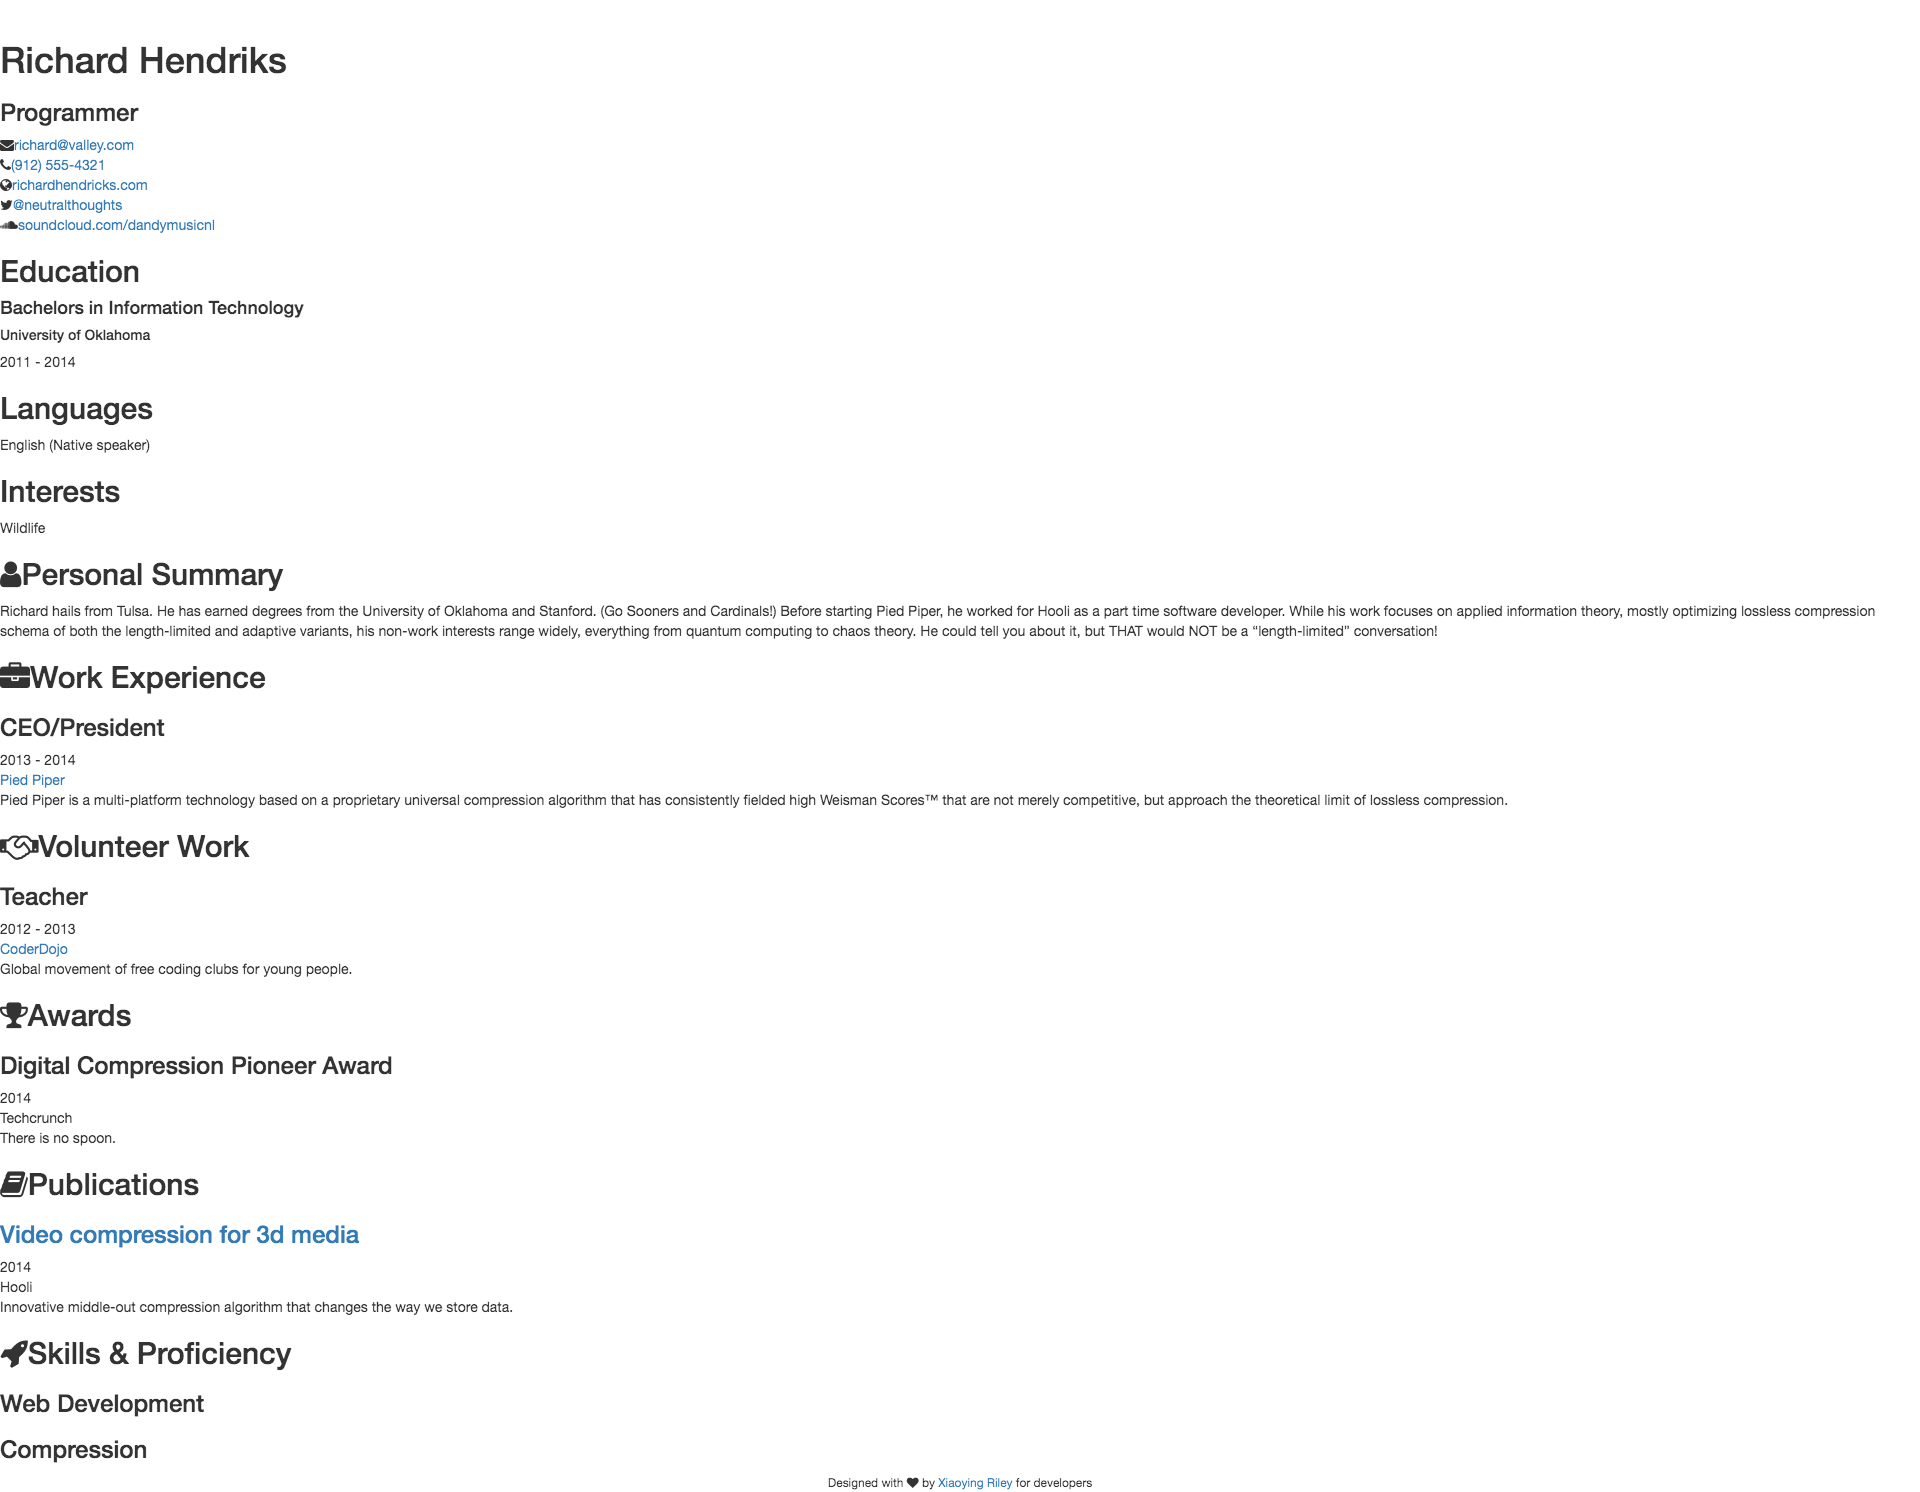 Richard Hendriks
Programmer
richard@valley.com
(912) 555-4321
richardhendricks.com
@neutralthoughts
soundcloud.com/dandymusicnl
Education
Bachelors in Information Technology
University of Oklahoma
2011 - 2014
Languages
English (Native speaker)
Interests
Wildlife
Personal Summary
Richard hails from Tulsa. He has earned degrees from the University of Oklahoma and Stanford. (Go Sooners and Cardinals!) Before starting Pied Piper, he worked for Hooli as a part time software developer. While his work focuses on applied information theory, mostly optimizing lossless compression
schema of both the length-limited and adaptive variants, his non-work interests range widely, everything from quantum computing to chaos theory. He could tell you about it, but THAT would NOT be a “length-limited” conversation!
Work Experience
CEO/President
2013 - 2014
Pied Piper
Pied Piper is a multi-platform technology based on a proprietary universal compression algorithm that has consistently fielded high Weisman Scores™ that are not merely competitive, but approach the theoretical limit of lossless compression.
Volunteer Work
Teacher
2012 - 2013
CoderDojo
Global movement of free coding clubs for young people.
Awards
Digital Compression Pioneer Award
2014
Techcrunch
There is no spoon.
Publications
Video compression for 3d media
2014
Hooli
Innovative middle-out compression algorithm that changes the way we store data.
Skills & Proficiency
Web Development
Compression
Designed with ♥ by Xiaoying Riley for developers